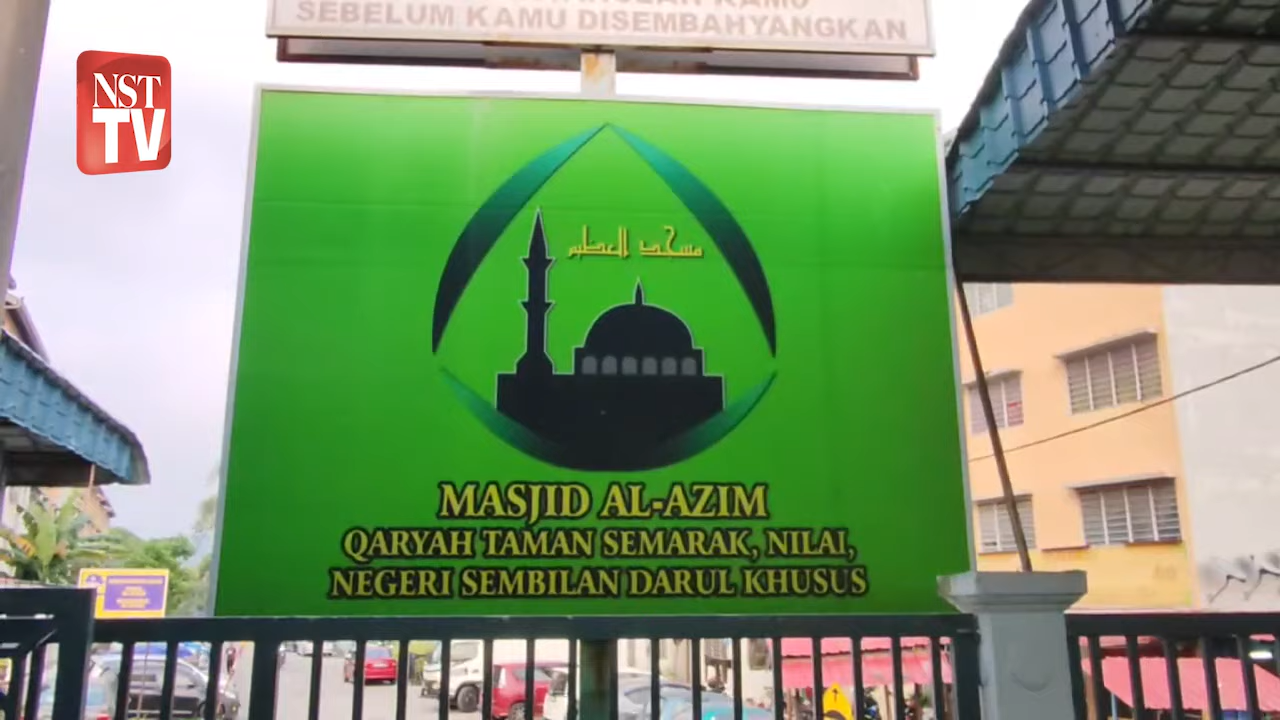 SEBELUM KAMU DISEMBAHYANGKAN
NST
TV
مسجد العظيم
MASJID AL-AZIM
QARYAH TAMAN SEMARAK, NILAI,
NEGERI SEMBILAN DARUL KHUSUS